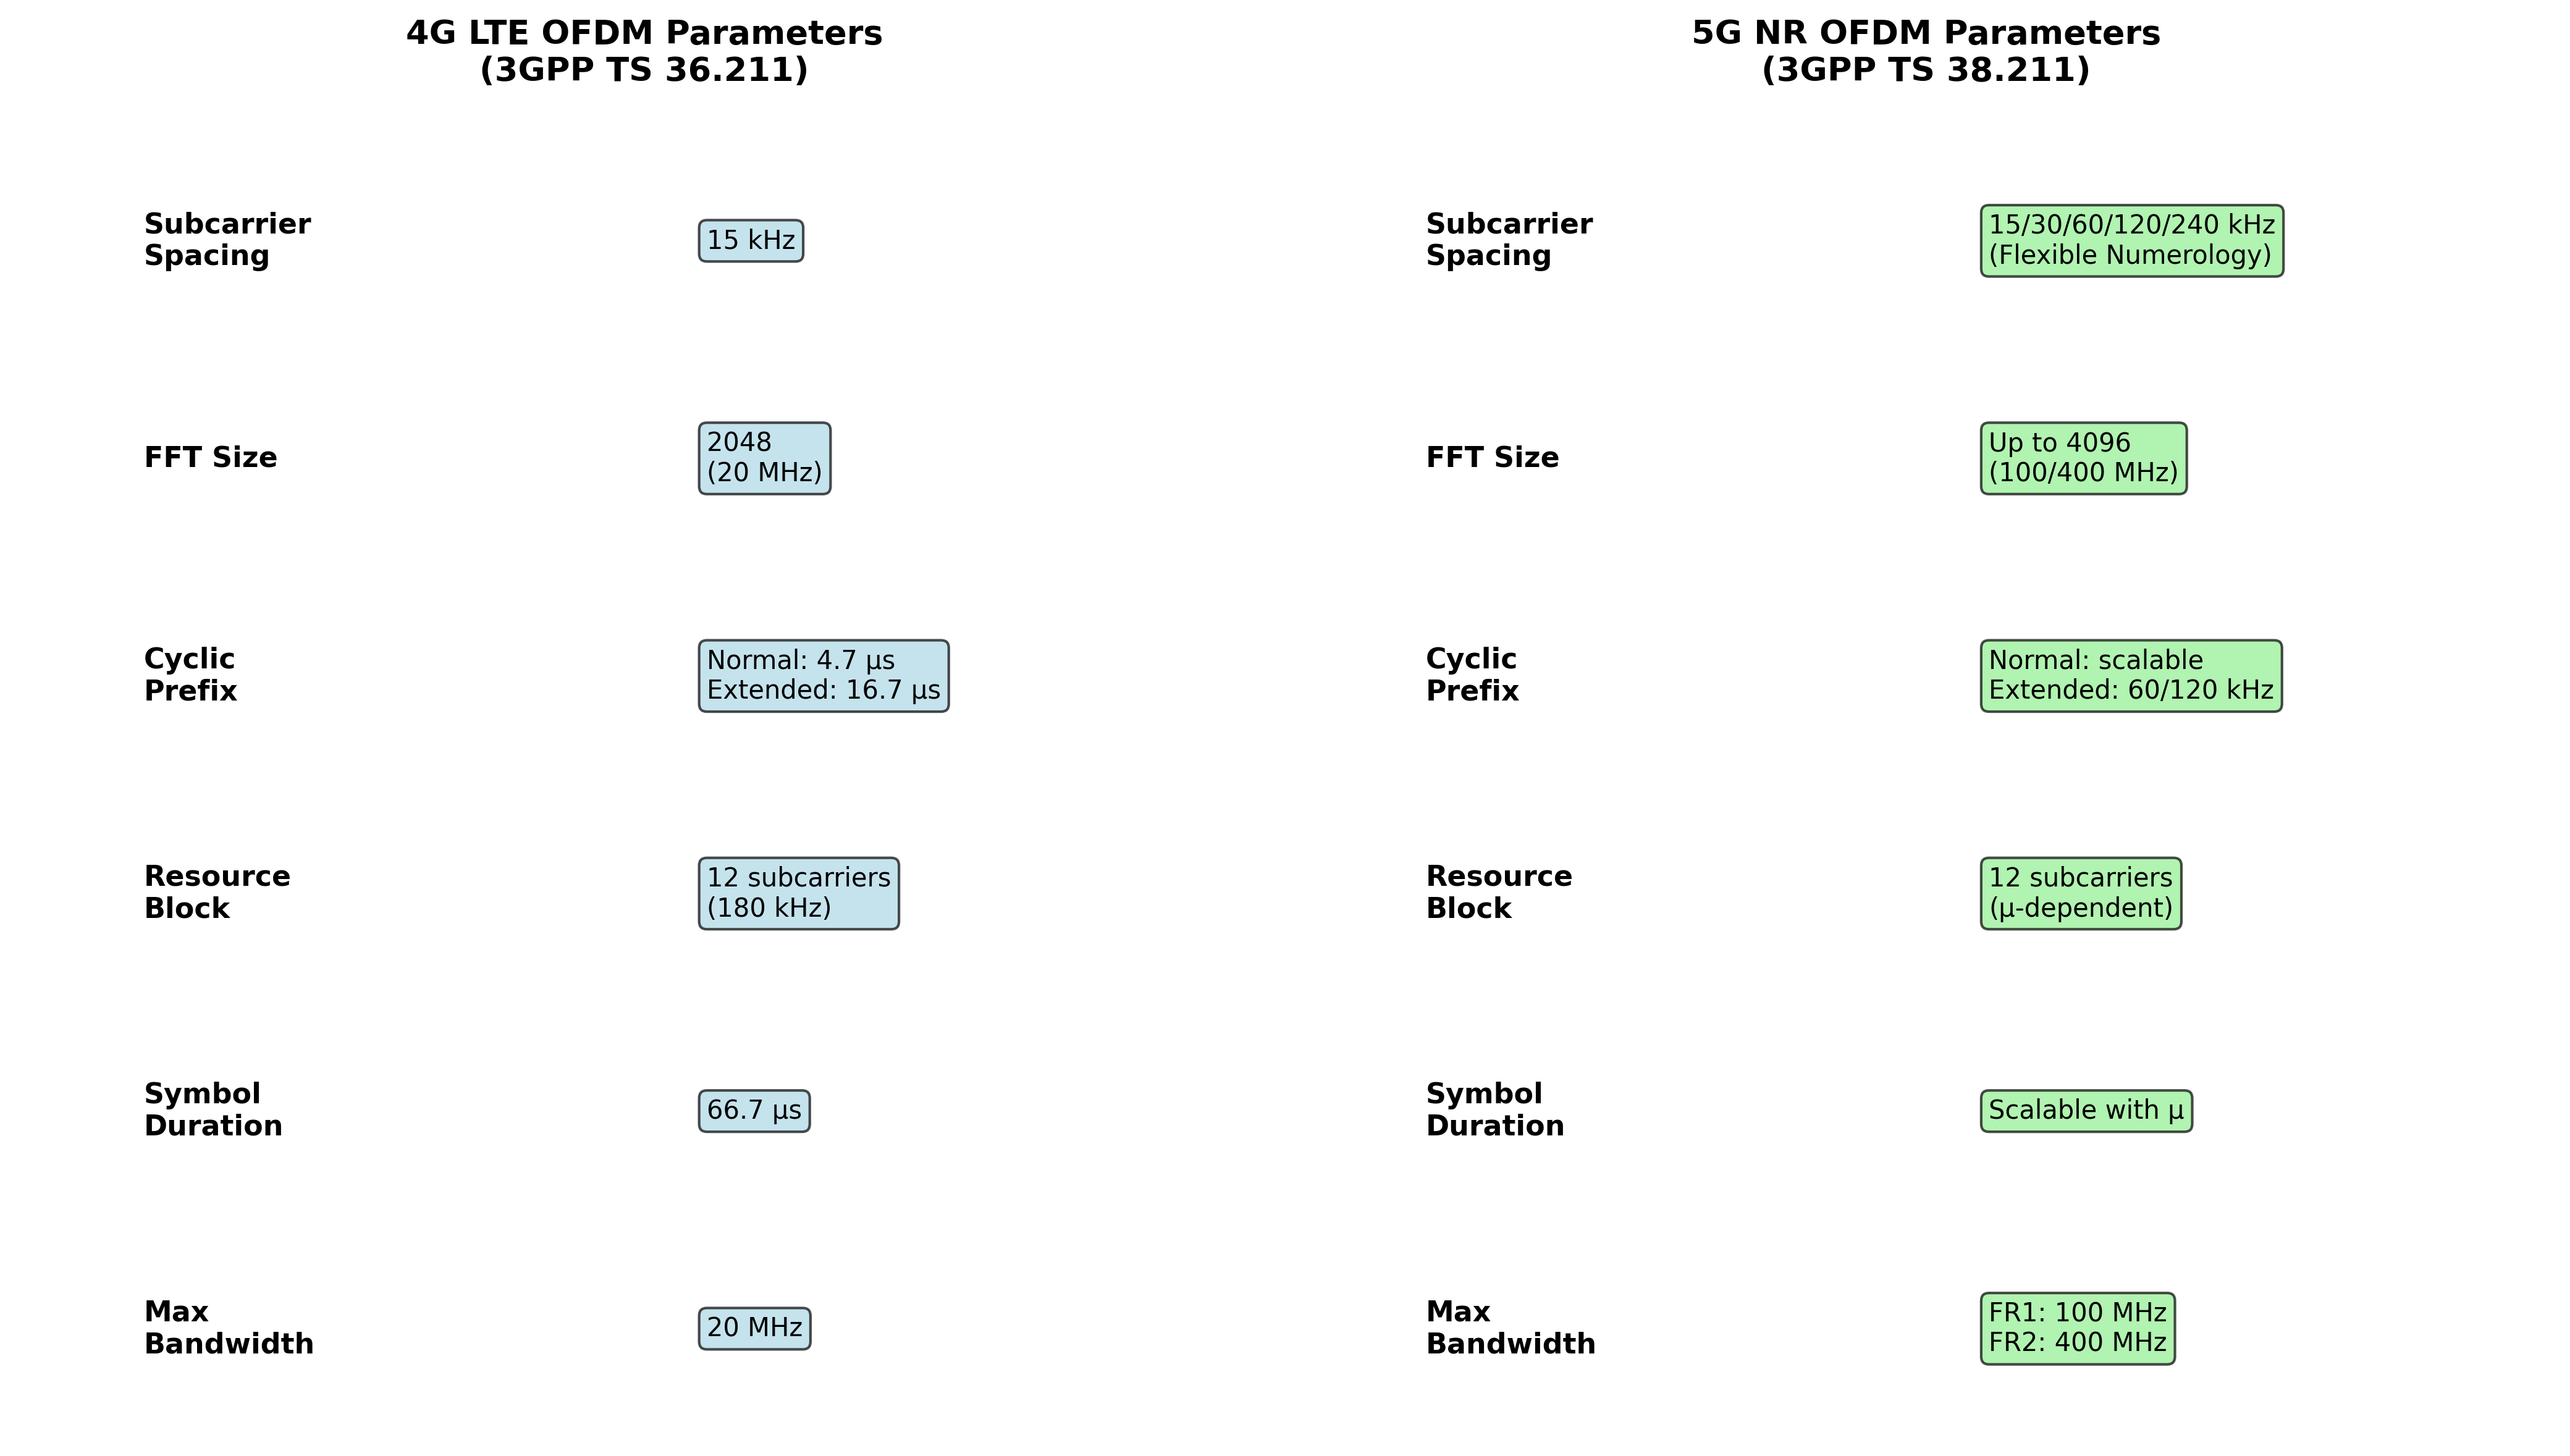 4G LTE OFDM Parameters
(3GPP TS 36.211)
Subcarrier
Spacing
15 kHz
FFT Size
2048
(20 MHz)
Cyclic
Prefix
Normal: 4.7 μs
Extended: 16.7 μs
Resource
Block
12 subcarriers
(180 kHz)
Symbol
Duration
66.7 μs
Max
Bandwidth
20 MHz
5G NR OFDM Parameters
(3GPP TS 38.211)
Subcarrier
Spacing
15/30/60/120/240 kHz
(Flexible Numerology)
FFT Size
Up to 4096
(100/400 MHz)
Cyclic
Prefix
Normal: scalable
Extended: 60/120 kHz
Resource
Block
12 subcarriers
(μ-dependent)
Symbol
Duration
Scalable with μ
Max
Bandwidth
FR1: 100 MHz
FR2: 400 MHz